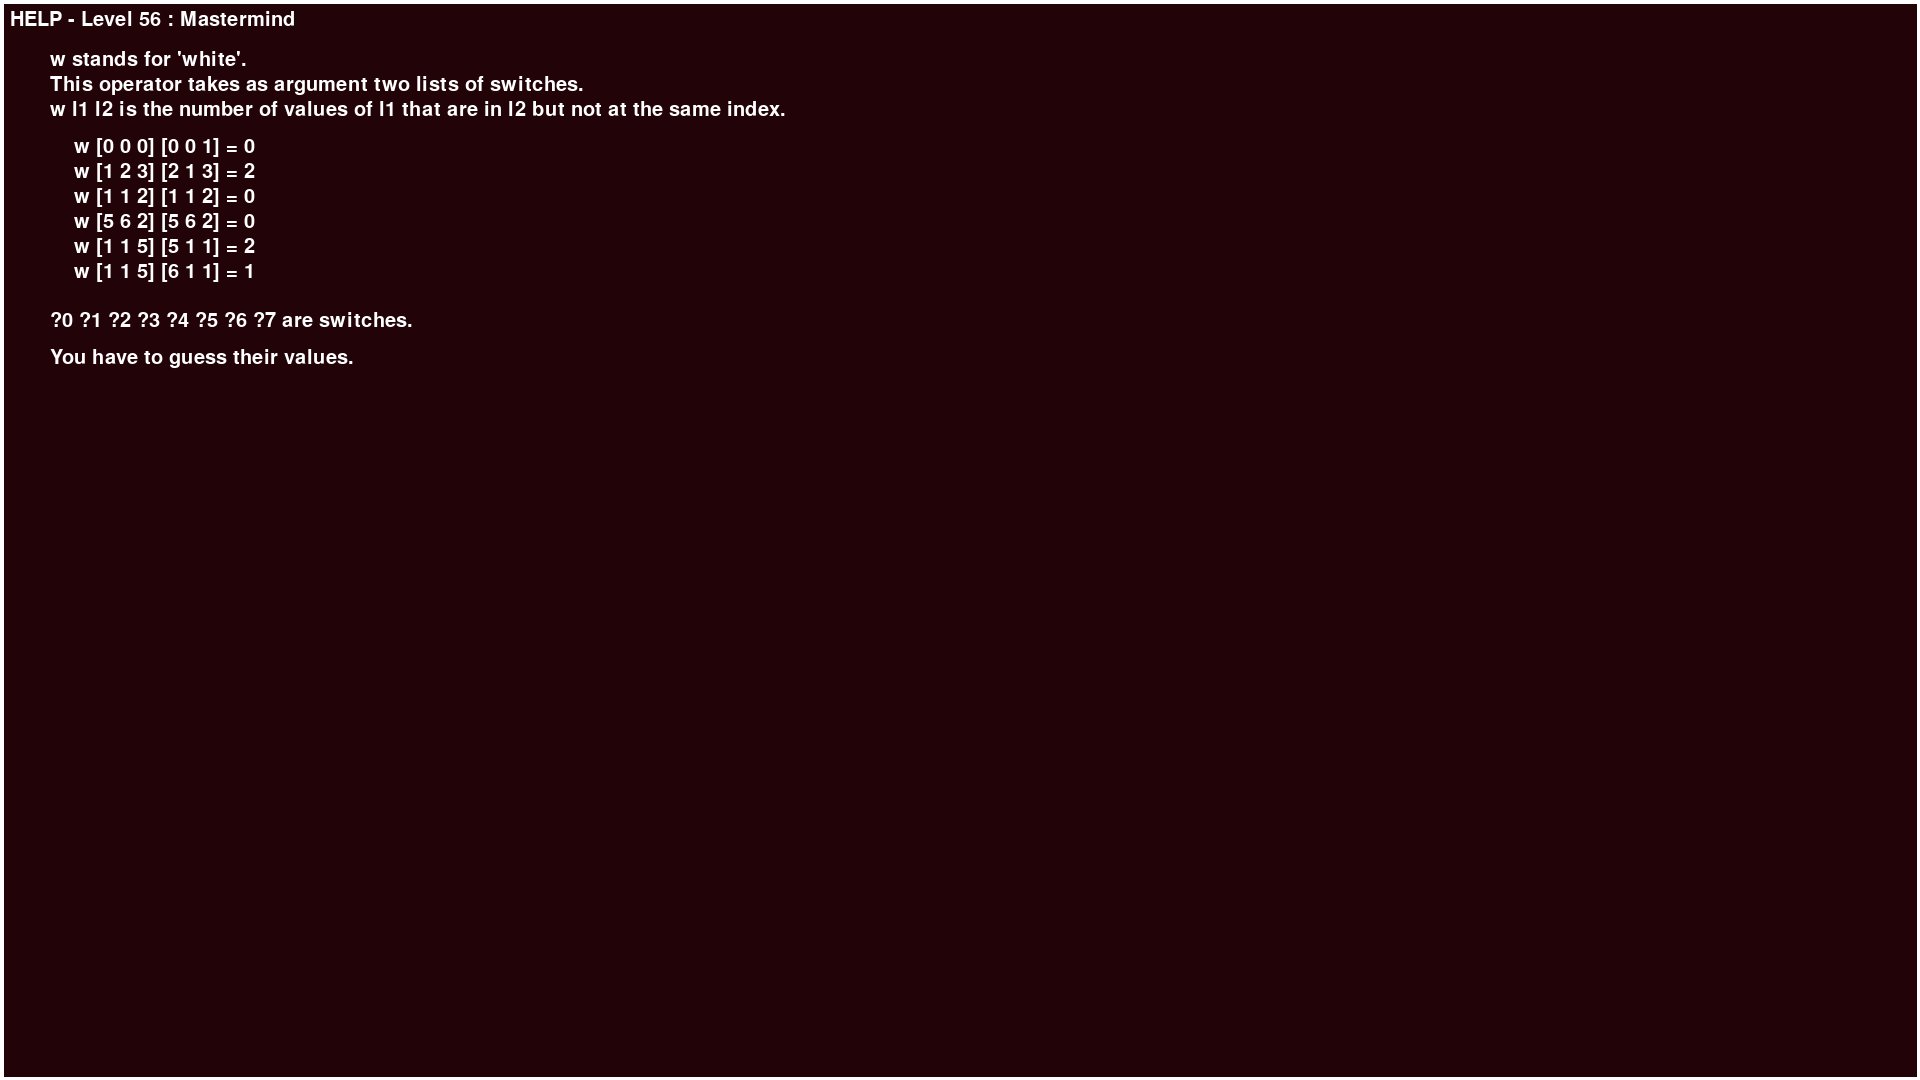 HELP - Level 56 : Mastermind
w stands for 'white'.
This operator takes as argument two lists of switches.
w l1 l2 is the number of values of l1 that are in l2 but not at the same index.
w [0 0 0] [0 0 1] = 0
w [1 2 3] [2 1 3] = 2
w [1 1 2] [1 1 2] = 0
w [5 6 2] [5 6 2] = 0
w [1 1 5] [5 1 1] = 2
w [1 1 5] [6 1 1] = 1
?0 ?1 ?2 ?3 ?4 ?5 ?6 ?7 are switches.
You have to guess their values.